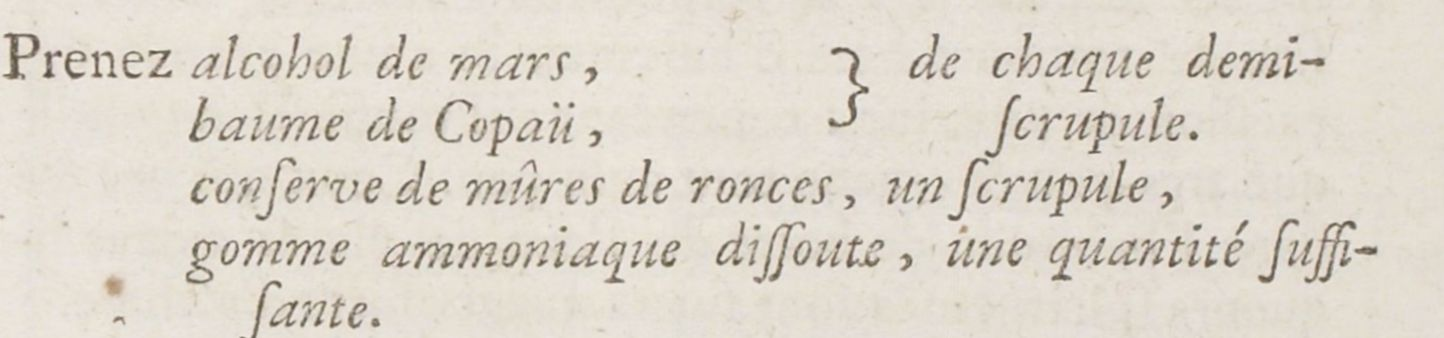 Prenez alcohol de mars, } de chaque demi-
baume de Copaü, ſcrupule.
conſerve de mûres de ronces, un ſcrupule,
gomme ammoniaque diſſoute, une quantité ſuffi-
ſante.